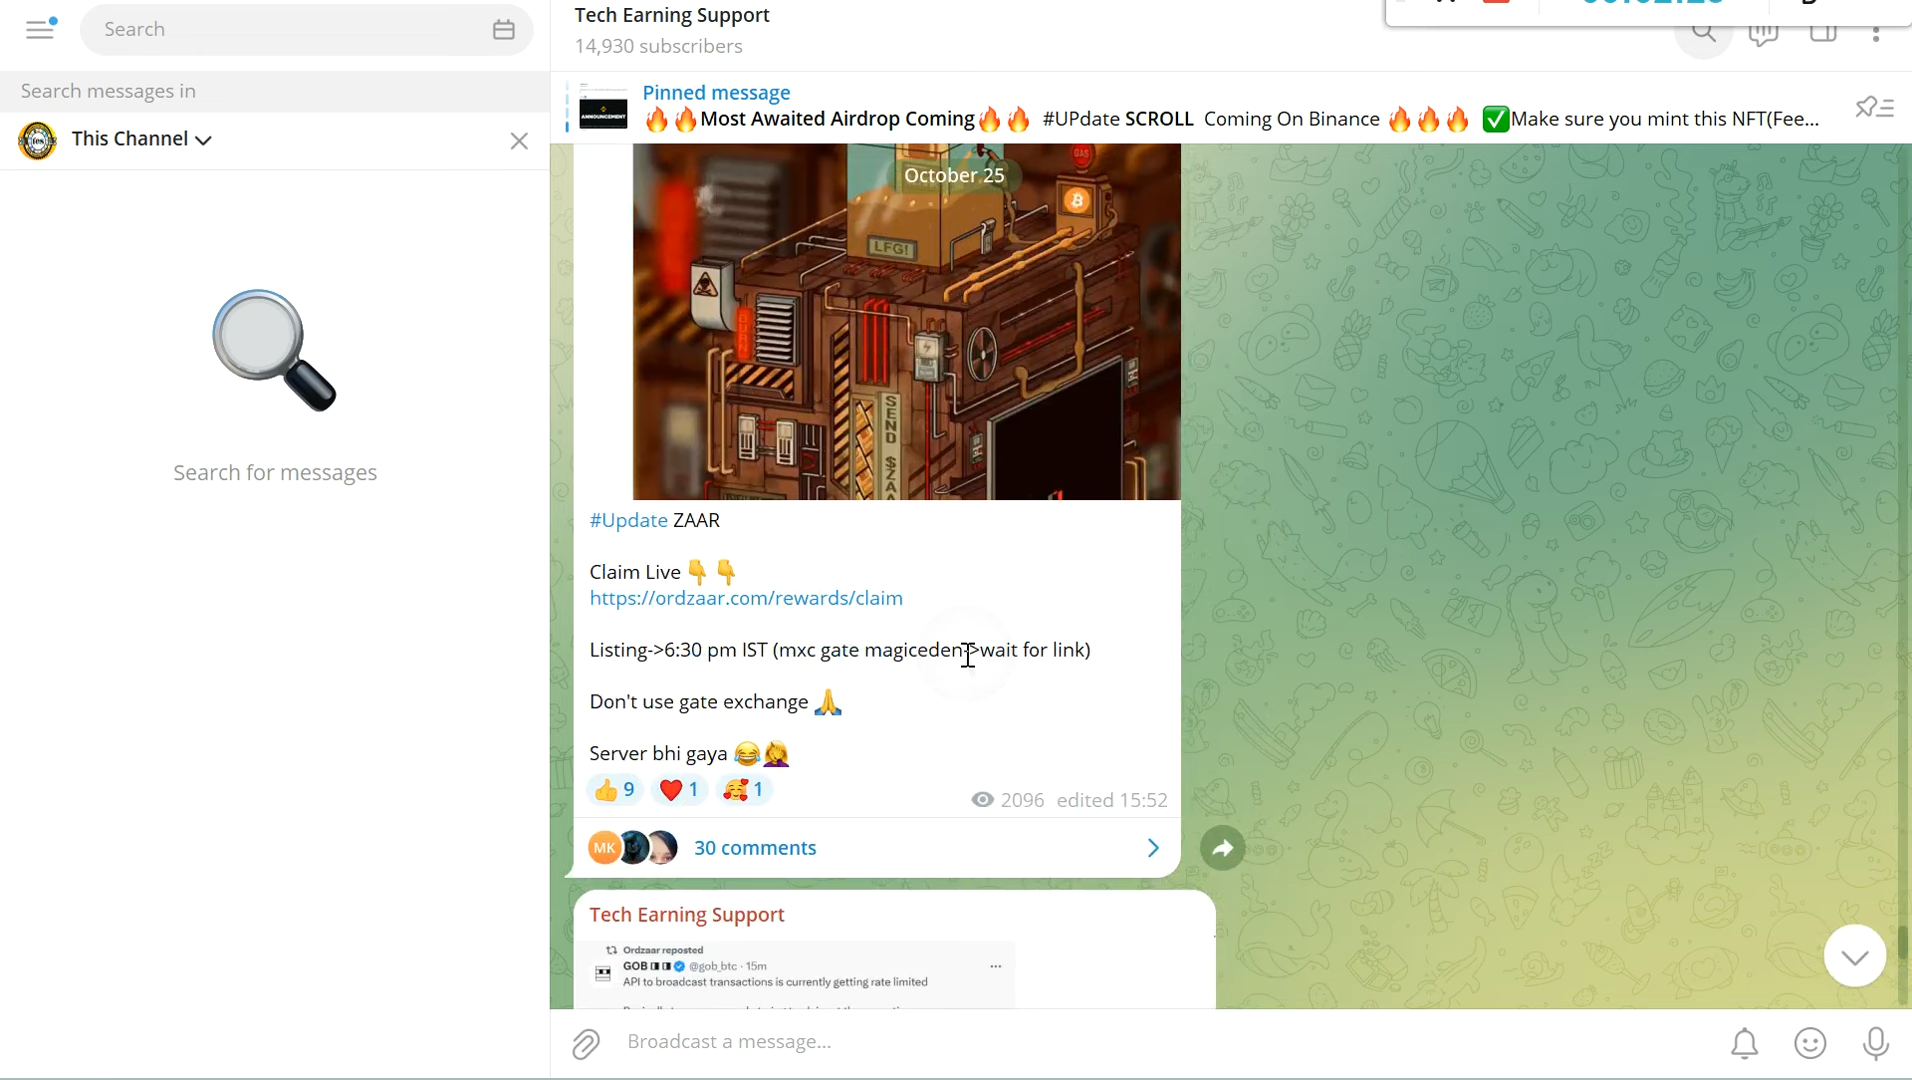 Search
Search messages in
This Channel
Search for messages
Tech Earning Support
14,930 subscribers
Pinned message
🔥🔥Most Awaited Airdrop Coming🔥🔥 #UPdate SCROLL Coming On Binance 🔥🔥🔥 ✅Make sure you mint this NFT(Fee...
ANNOUNCEMENT
October 25
GAS
LFG!
BURN
SEND $ZAA
#Update ZAAR
Claim Live 👇👇
https://ordzaar.com/rewards/claim
Listing->6:30 pm IST (mxc gate magiceden->wait for link)
Don't use gate exchange 🙏
Server bhi gaya 😂🤦‍♀️
👍 9 ❤️ 1 🥰 1
2096 edited 15:52
MK
30 comments
Tech Earning Support
Ordzaar reposted
GOB @gob_btc · 15m
API to broadcast transactions is currently getting rate limited
Broadcast a message...